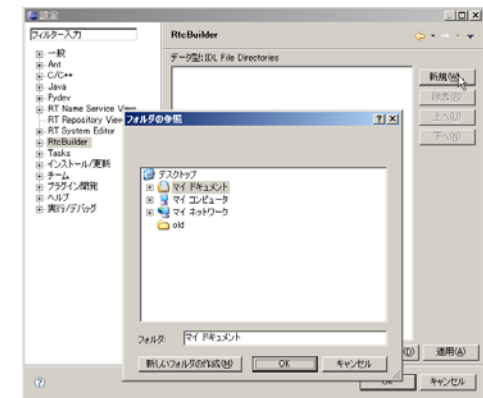 設定
フィルター入力
一般
Ant
C/C++
Java
Pydev
RT Name Service View
RT Repository View
RT System Editor
RtcBuilder
Tasks
インストール/更新
チーム
プラグイン開発
ヘルプ
実行/デバッグ
RtcBuilder
データ型:IDL File Directories
新規(W)
除去(R)
上へ(U)
下へ(W)
フォルダの参照
デスクトップ
マイ ドキュメント
マイ コンピュータ
マイ ネットワーク
old
フォルダ: マイ ドキュメント
新しいフォルダの作成(M) OK キャンセル
(D) 適用(A)
OK キャンセル